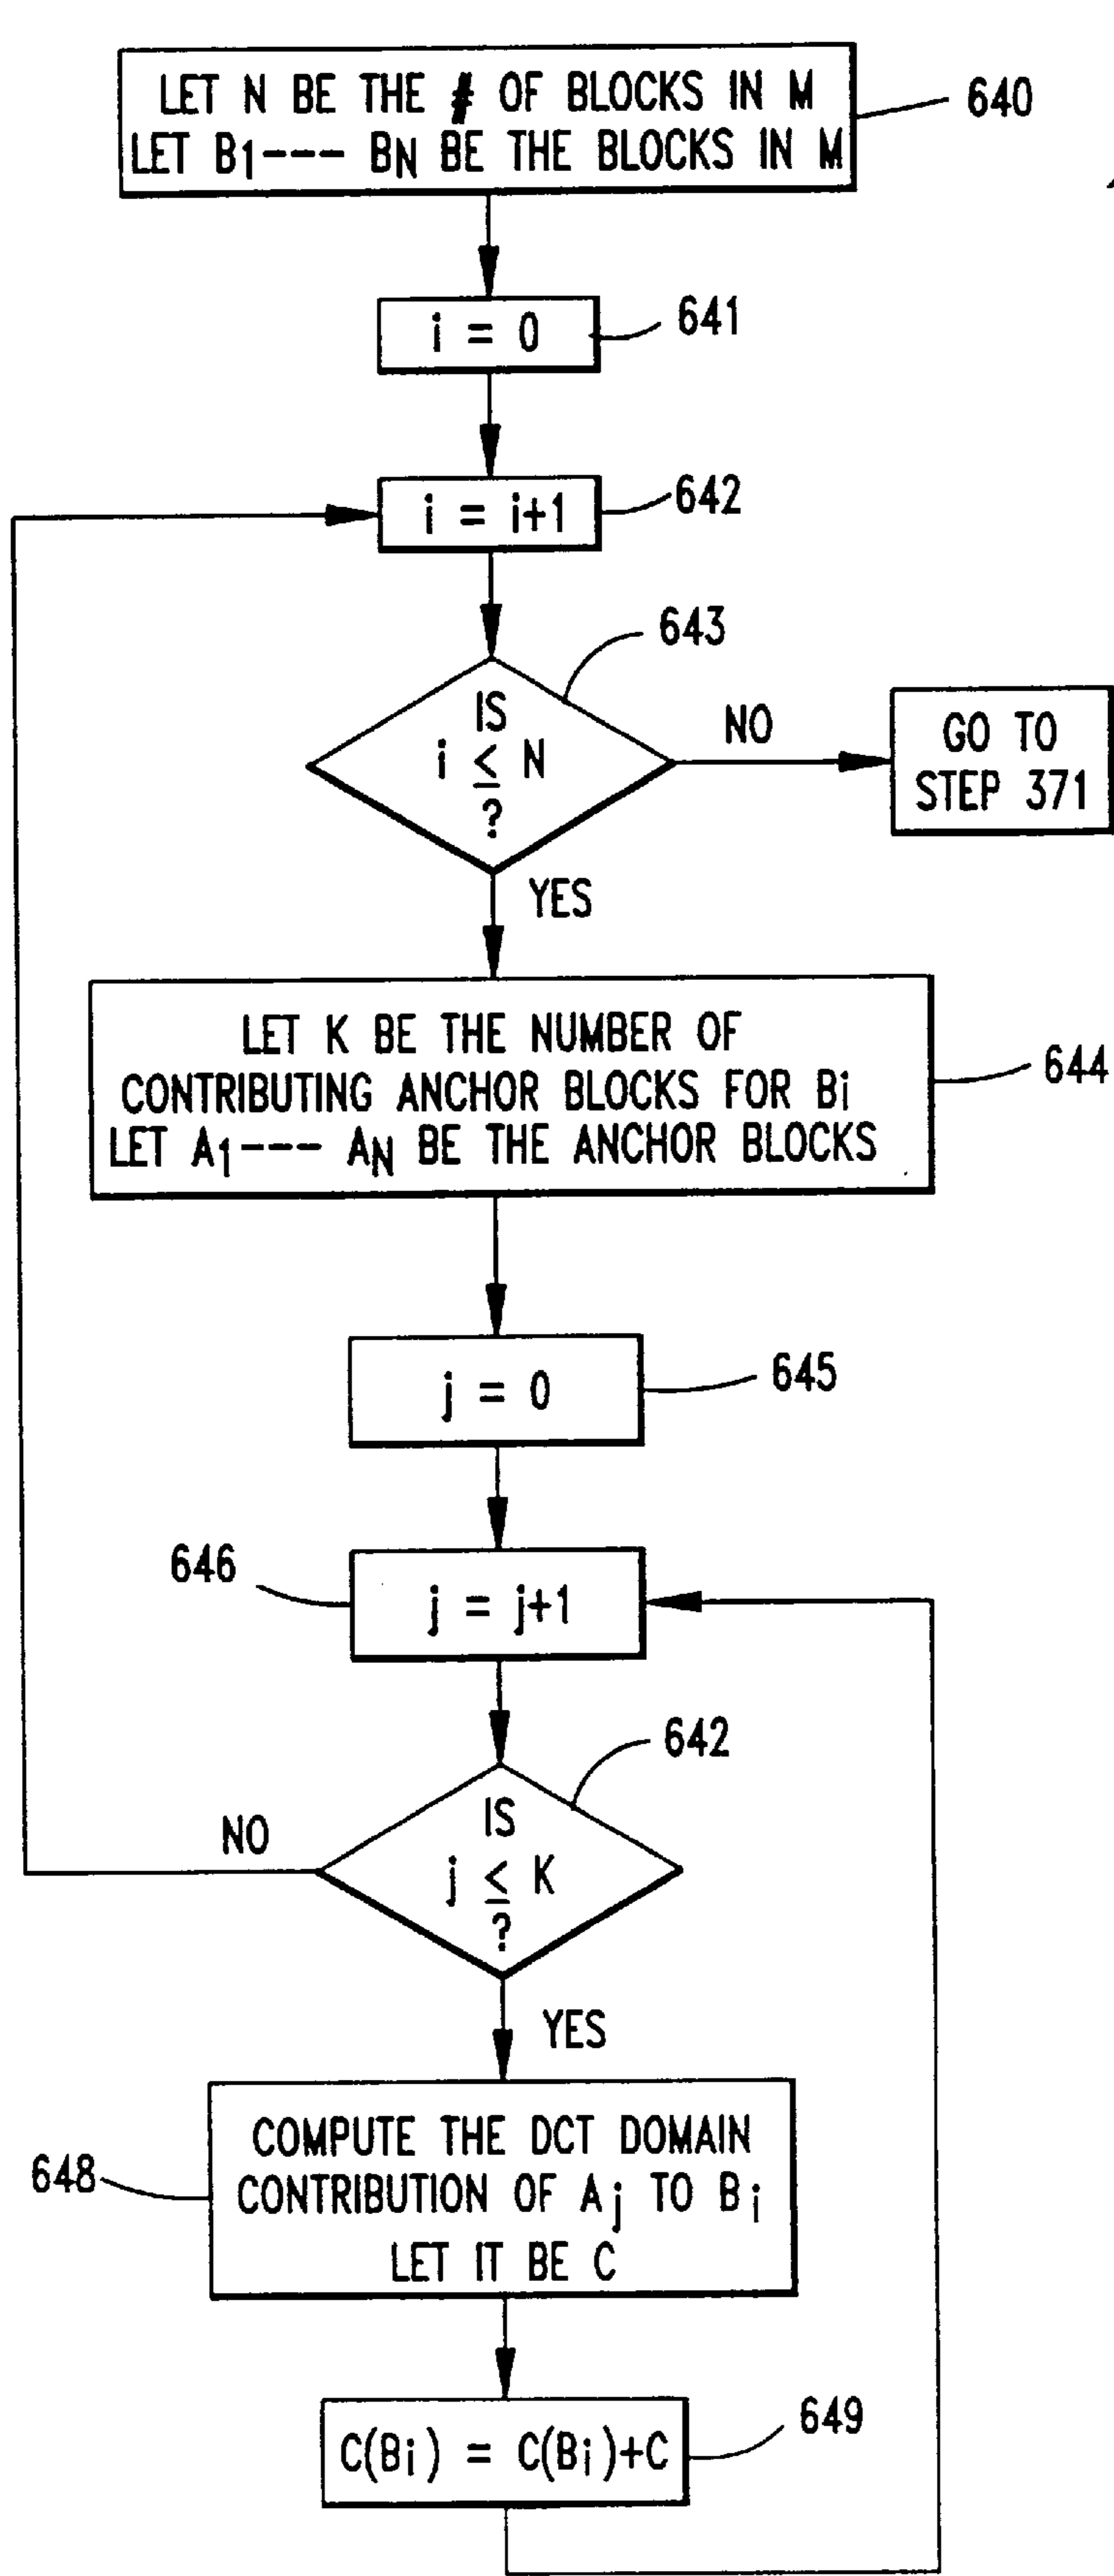 LET N BE THE # OF BLOCKS IN M
LET B1--- BN BE THE BLOCKS IN M
640
i = 0
641
i = i+1
642
643
IS
i ≤ N
?
NO
GO TO
STEP 371
YES
LET K BE THE NUMBER OF
CONTRIBUTING ANCHOR BLOCKS FOR Bi
LET A1--- AN BE THE ANCHOR BLOCKS
644
j = 0
645
646
j = j+1
642
IS
j ≤ K
?
NO
YES
COMPUTE THE DCT DOMAIN
CONTRIBUTION OF Aj TO Bi
LET IT BE C
648
C(Bi) = C(Bi)+C
649